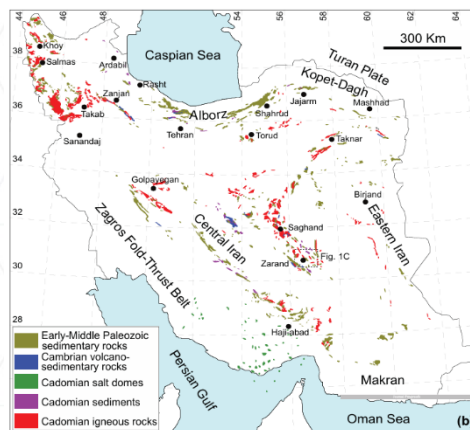 44
46
48
50
52
54
56
58
60
62
38
36
34
32
30
28
Caspian Sea
Turan Plate
300 Km
Khoy
Salmas
Ardabil
Rasht
Kopet-Dagh
Zanjan
Takab
Alborz
Jajarm
Shahrud
Mashhad
Sanandaj
Tehran
Torud
Taknar
Golpayegan
Birjand
Zagros Fold-Thrust Belt
Central Iran
Eastern Iran
Saghand
Zarand
Fig. 1C
Hajiabad
Persian Gulf
Makran
Oman Sea
Early-Middle Paleozoic
sedimentary rocks
Cambrian volcano-
sedimentary rocks
Cadomian salt domes
Cadomian sediments
Cadomian igneous rocks
(b